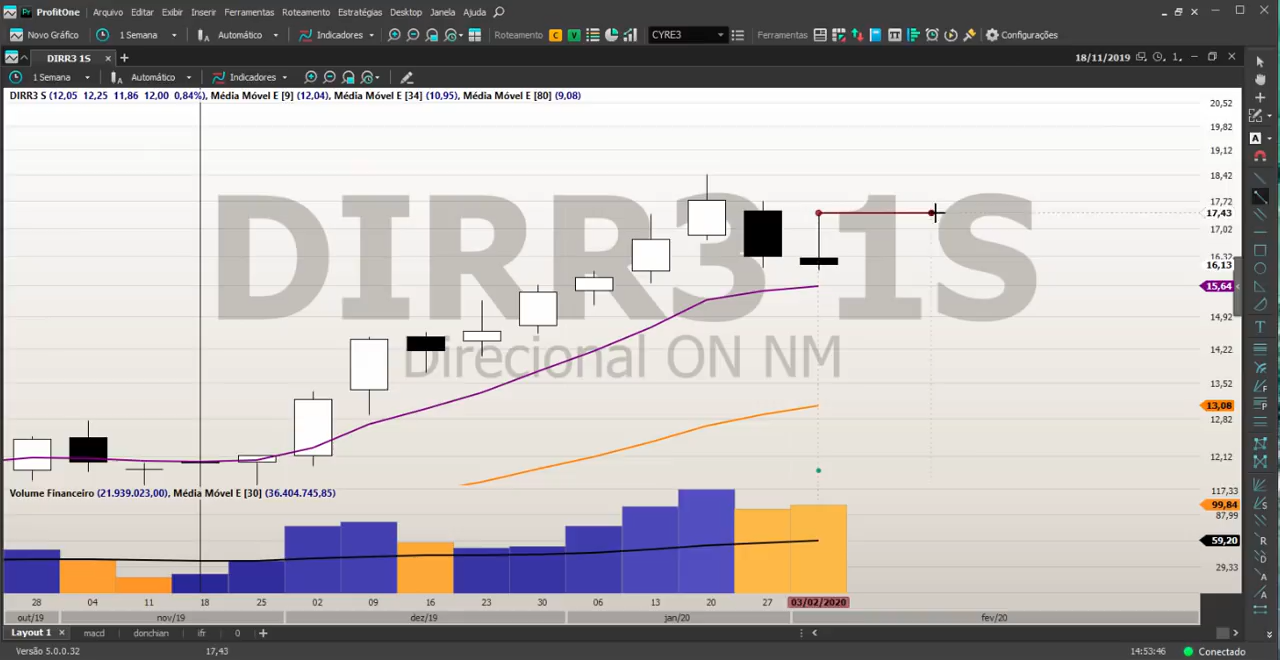 ProfitOne Arquivo Editar Exibir Inserir Ferramentas Roteamento Estratégias Desktop Janela Ajuda
Novo Gráfico 1 Semana Automático Indicadores Roteamento C V CYRE3 Ferramentas Configurações
DIRR3 1S 18/11/2019 1
1 Semana Automático Indicadores
DIRR3 S (12,05 12,25 11,86 12,00 0,84%), Média Móvel E [9] (12,04), Média Móvel E [34] (10,95), Média Móvel E [80] (9,08)
DIRR3 1S
Direcional ON NM
20,52
19,82
19,12
18,42
17,72
17,43
17,02
16,32
16,13
15,64
14,92
14,22
13,52
13,08
12,82
12,12
Volume Financeiro (21.939.023,00), Média Móvel E [30] (36.404.745,85)
117,33
99,84
87,99
59,20
29,33
28 04 11 18 25 02 09 16 23 30 06 13 20 27 03/02/2020
out/19 nov/19 dez/19 jan/20 fev/20
Layout 1 macd donchian ifr 0
Versão 5.0.0.32 17,43 14:53:46 Conectado